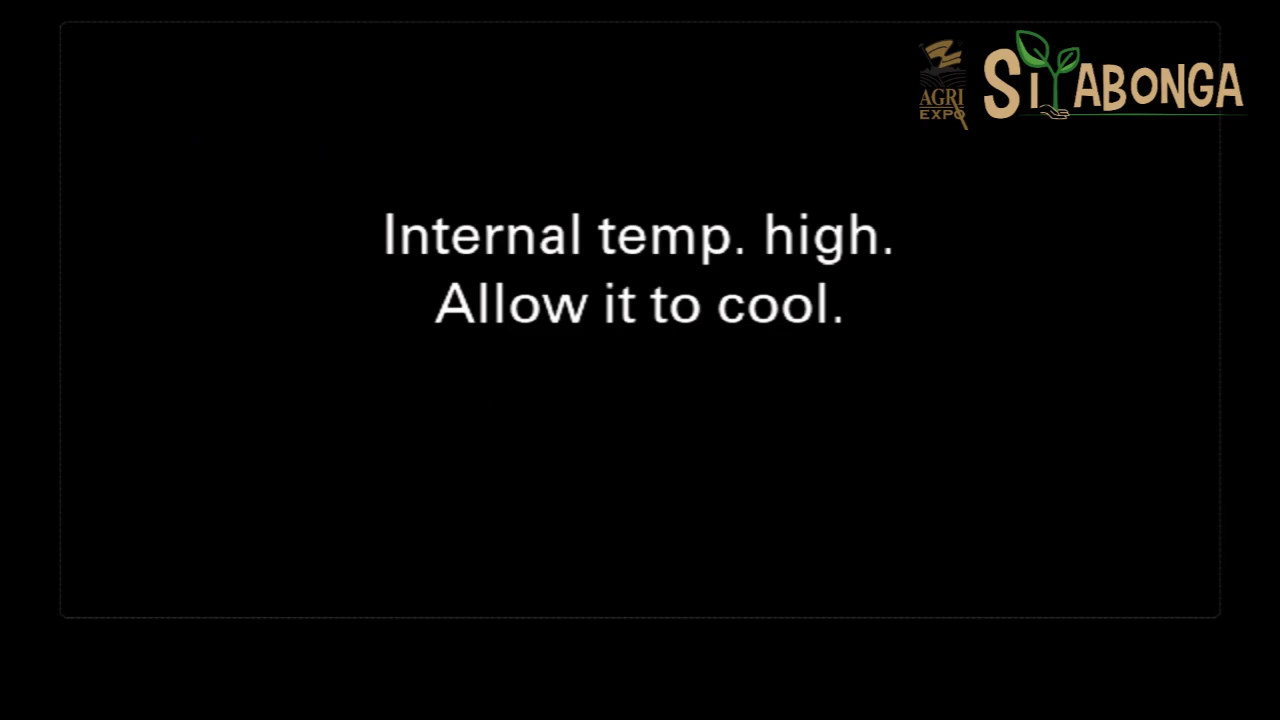 AGRI
EXPO
SIYABONGA
Internal temp. high.
Allow it to cool.